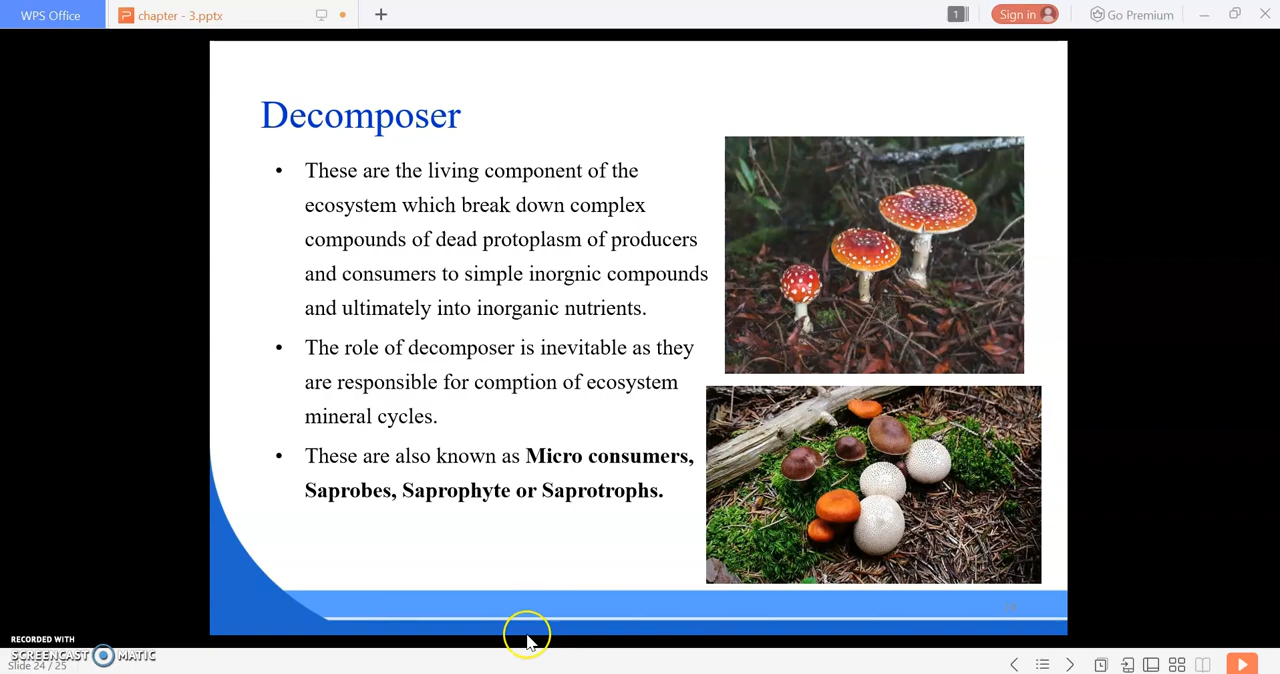 WPS Office
chapter - 3.pptx
1
Sign in
Go Premium
Decomposer
• These are the living component of the
ecosystem which break down complex
compounds of dead protoplasm of producers
and consumers to simple inorgnic compounds
and ultimately into inorganic nutrients.
• The role of decomposer is inevitable as they
are responsible for comption of ecosystem
mineral cycles.
• These are also known as Micro consumers,
Saprobes, Saprophyte or Saprotrophs.
RECORDED WITH
SCREENCAST MATIC
Slide 24 / 25